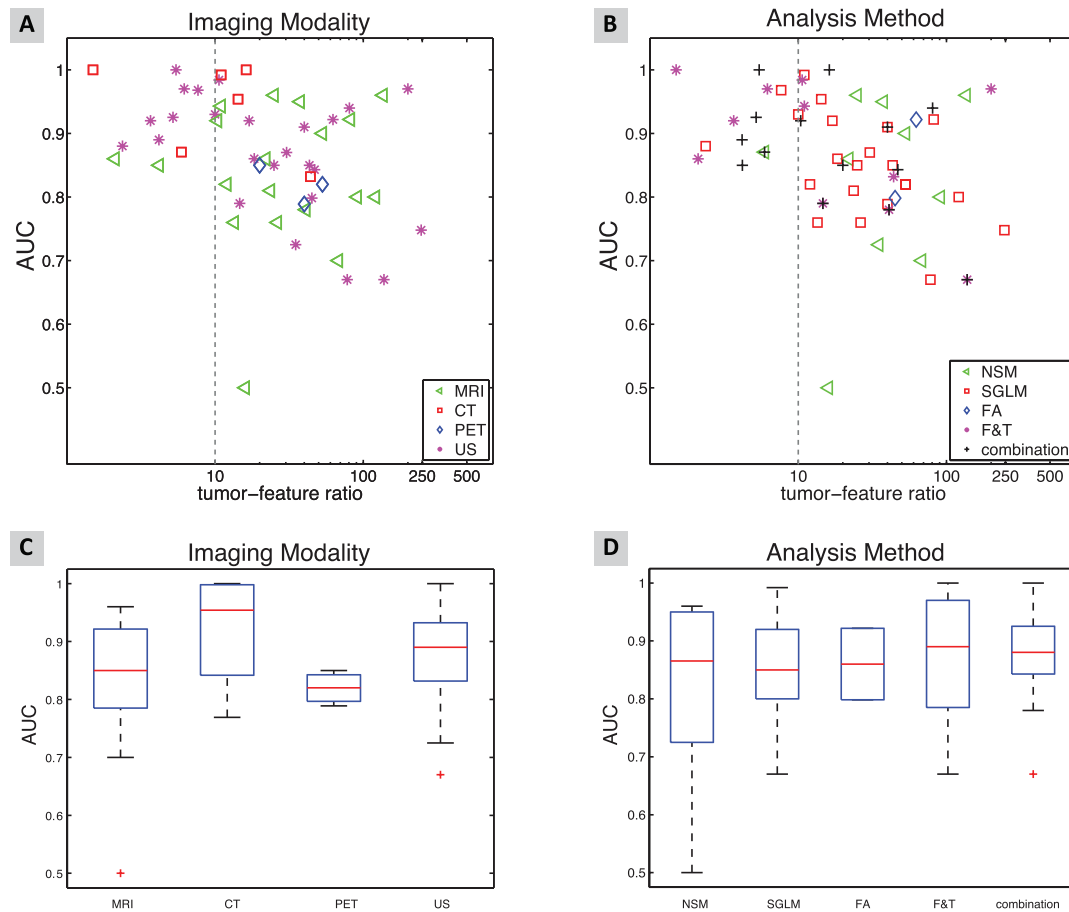 A
Imaging Modality
AUC
1
0.9
0.8
0.7
0.6
0.5
10
100
250
500
tumor–feature ratio
MRI
CT
PET
US
B
Analysis Method
AUC
1
0.9
0.8
0.7
0.6
0.5
10
100
250
500
tumor–feature ratio
NSM
SGLM
FA
F&T
combination
C
Imaging Modality
AUC
1
0.9
0.8
0.7
0.6
0.5
MRI
CT
PET
US
D
Analysis Method
AUC
1
0.9
0.8
0.7
0.6
0.5
NSM
SGLM
FA
F&T
combination